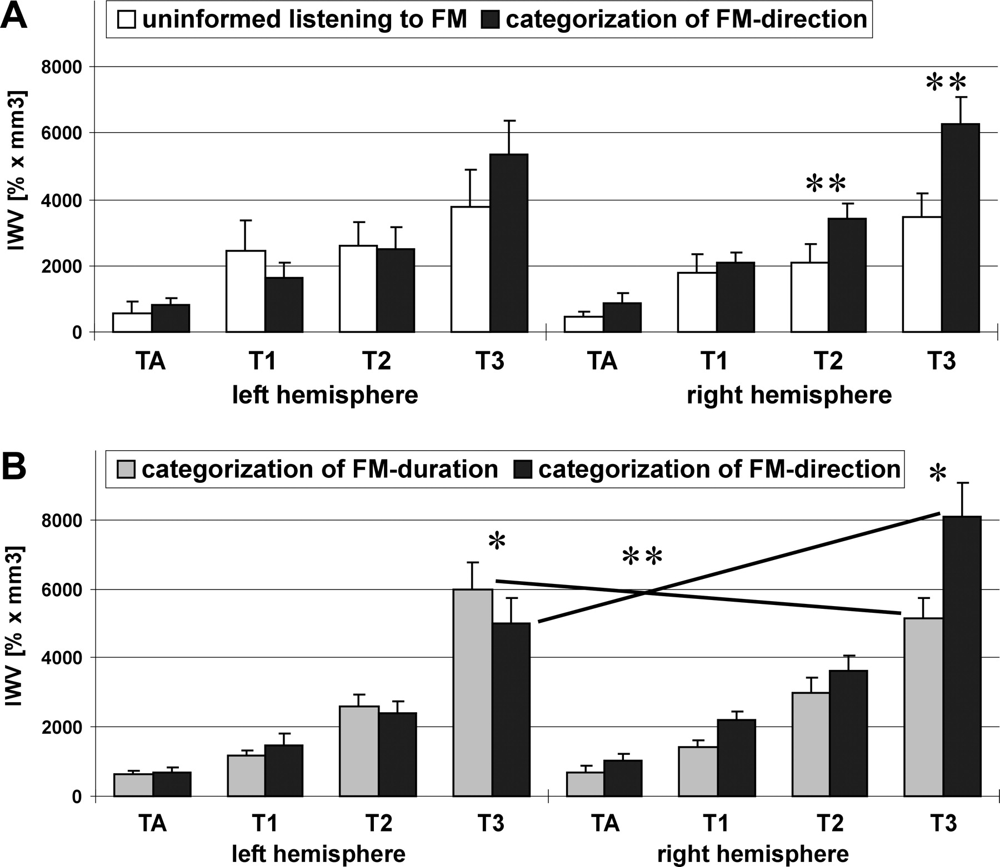 A
uninformed listening to FM categorization of FM-direction
IWV [% x mm3]
8000
6000
4000
2000
0
**
**
TA T1 T2 T3 TA T1 T2 T3
left hemisphere right hemisphere
B
categorization of FM-duration categorization of FM-direction
IWV [% x mm3]
8000
6000
4000
2000
0
*
*
**
TA T1 T2 T3 TA T1 T2 T3
left hemisphere right hemisphere